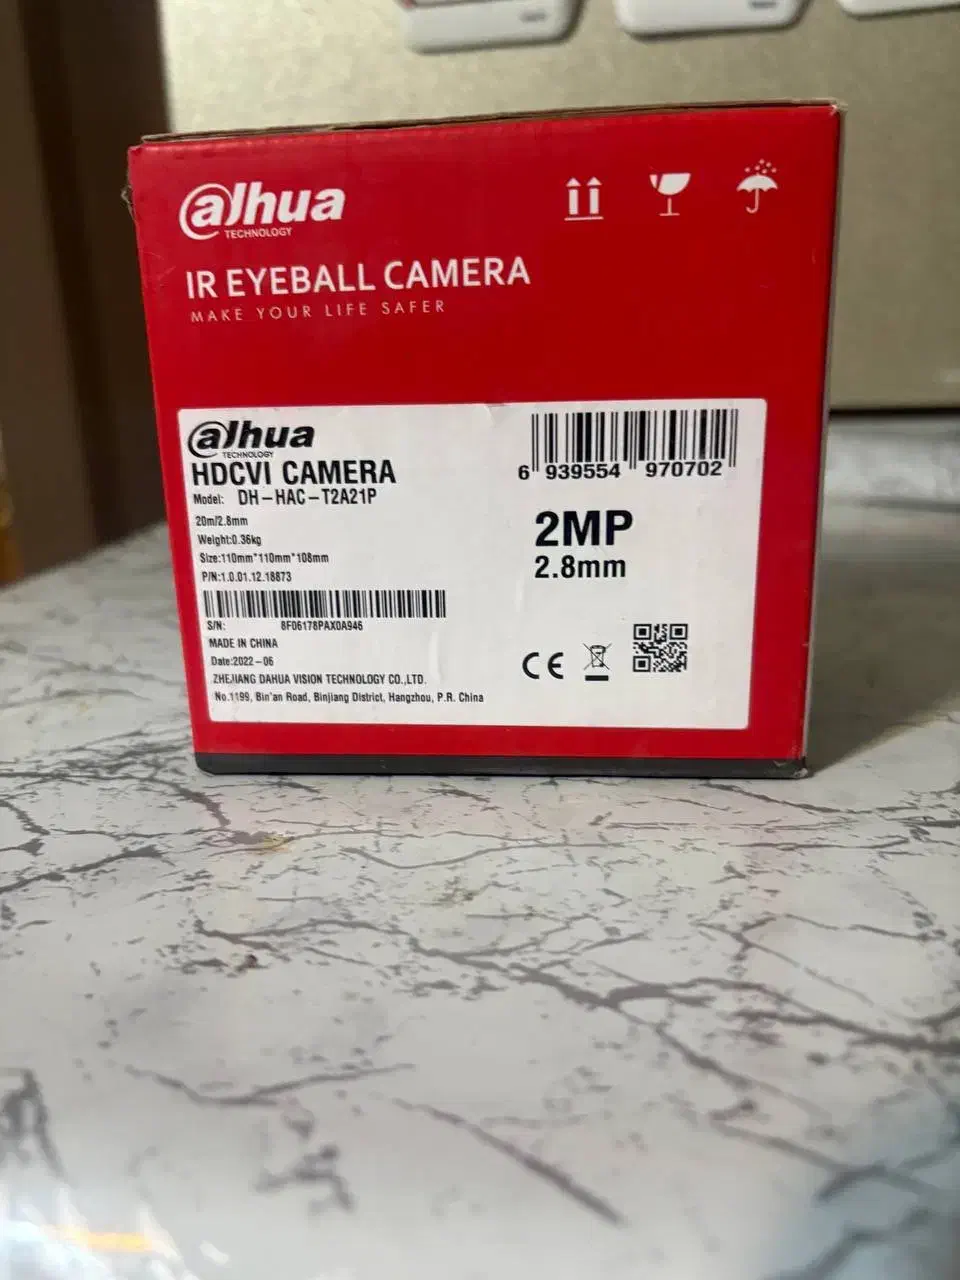 alhua
TECHNOLOGY
IR EYEBALL CAMERA
MAKE YOUR LIFE SAFER
alhua
TECHNOLOGY
HDCVI CAMERA
Model: DH-HAC-T2A21P
20m/2.8mm
Weight:0.36kg
Size:110mm*110mm*108mm
P/N:1.0.01.12.18873
S/N: 8F06178PAX0A946
MADE IN CHINA
Date:2022-06
ZHEJIANG DAHUA VISION TECHNOLOGY CO.,LTD.
No.1199, Bin'an Road, Binjiang District, Hangzhou, P.R. China
6 939554 970702
2MP
2.8mm
CE